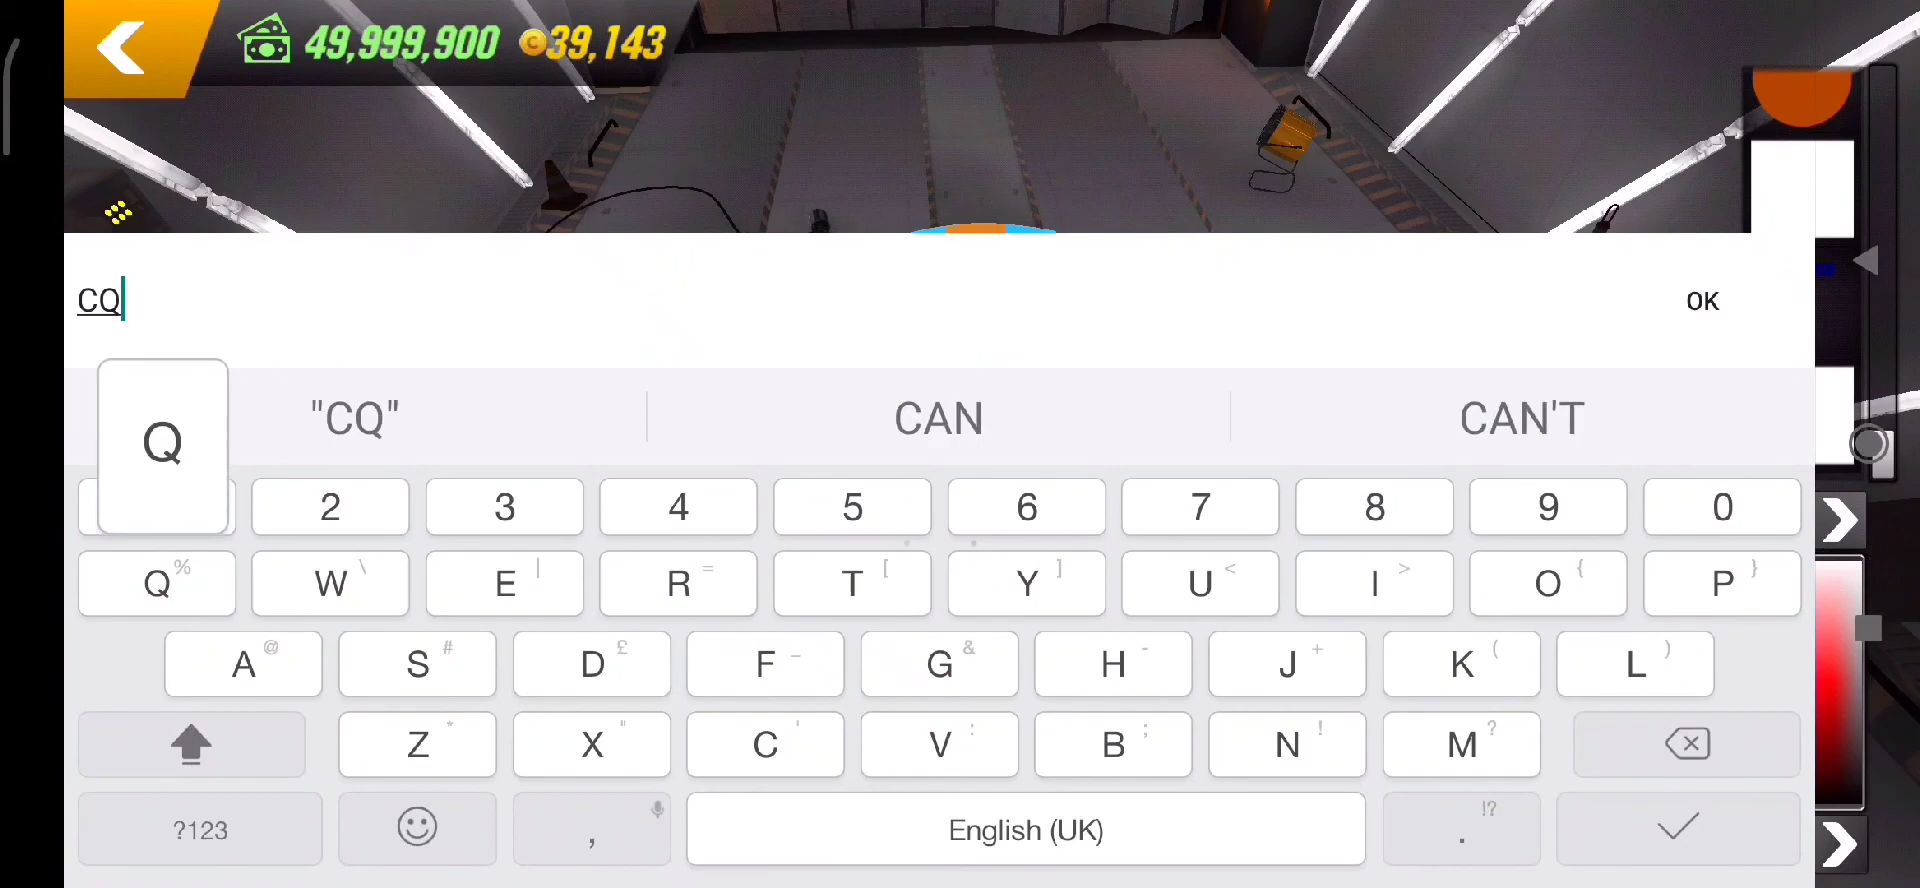 49,999,900 C 39,143
CQ OK
Q "CQ" CAN CAN'T
2 3 4 5 6 7 8 9 0
Q % W \ E | R = T [ Y ] U < I > O { P }
A @ S # D £ F _ G & H - J + K ( L )
Z * X " C ' V : B ; N ! M ?
?123 , English (UK) . !?